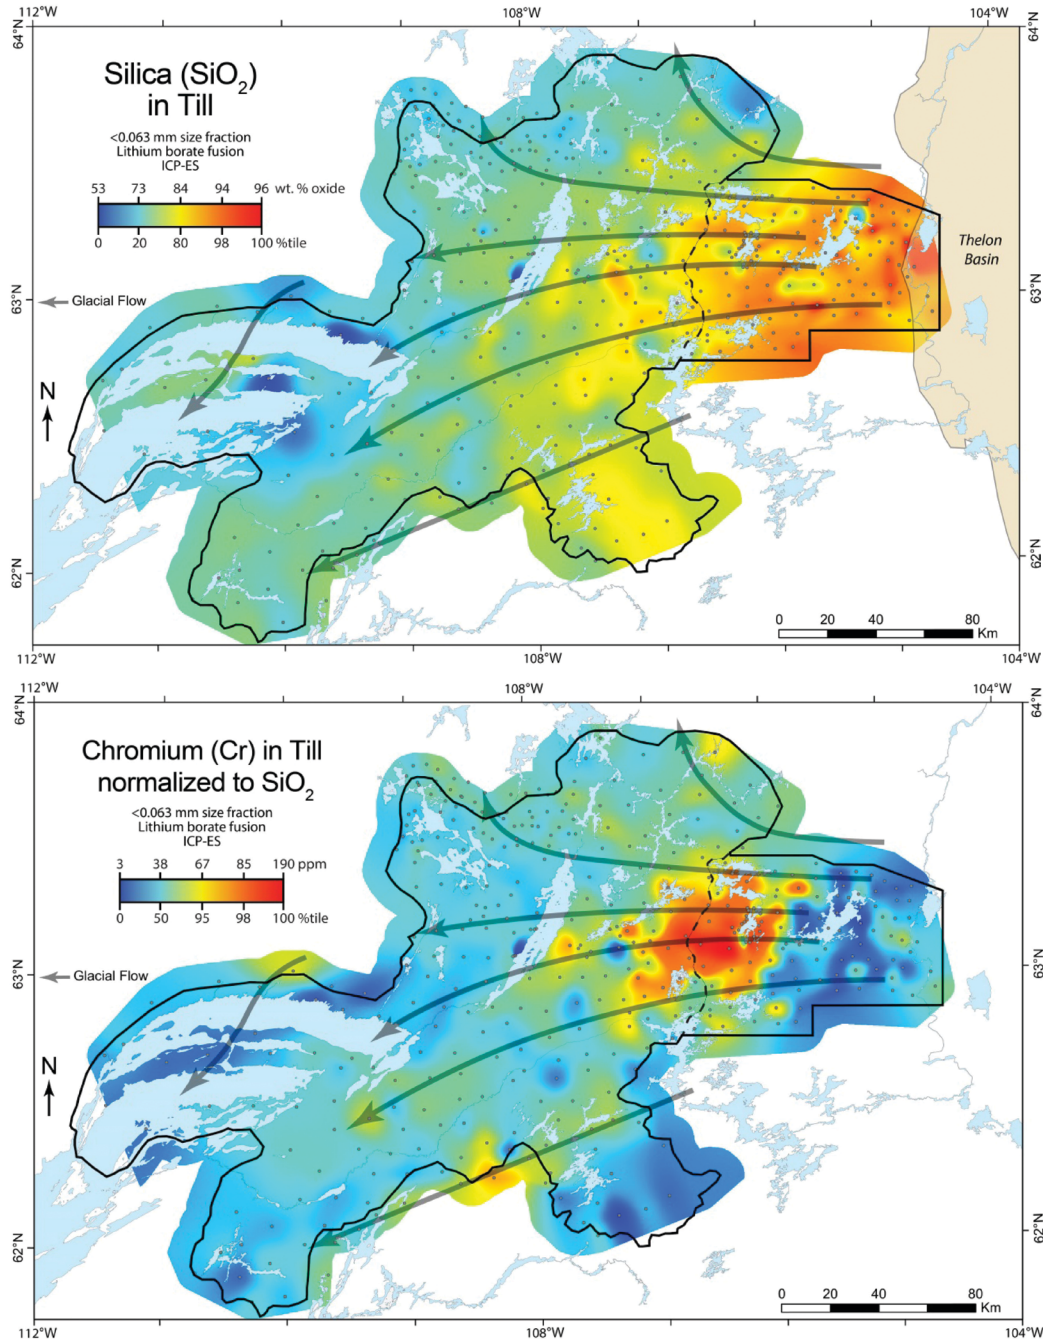 112°W 108°W 104°W
64°N 64°N
Silica (SiO2)
in Till
<0.063 mm size fraction
Lithium borate fusion
ICP-ES
53 73 84 94 96 wt. % oxide
0 20 80 98 100 %tile
Thelon
Basin
63°N 63°N
Glacial Flow
N
62°N 62°N
0 20 40 60 80
Km
112°W 108°W 104°W
112°W 108°W 104°W
64°N 64°N
Chromium (Cr) in Till
normalized to SiO2
<0.063 mm size fraction
Lithium borate fusion
ICP-ES
3 38 67 85 190 ppm
0 50 95 98 100 %tile
63°N 63°N
Glacial Flow
N
62°N 62°N
0 20 40 60 80
Km
112°W 108°W 104°W